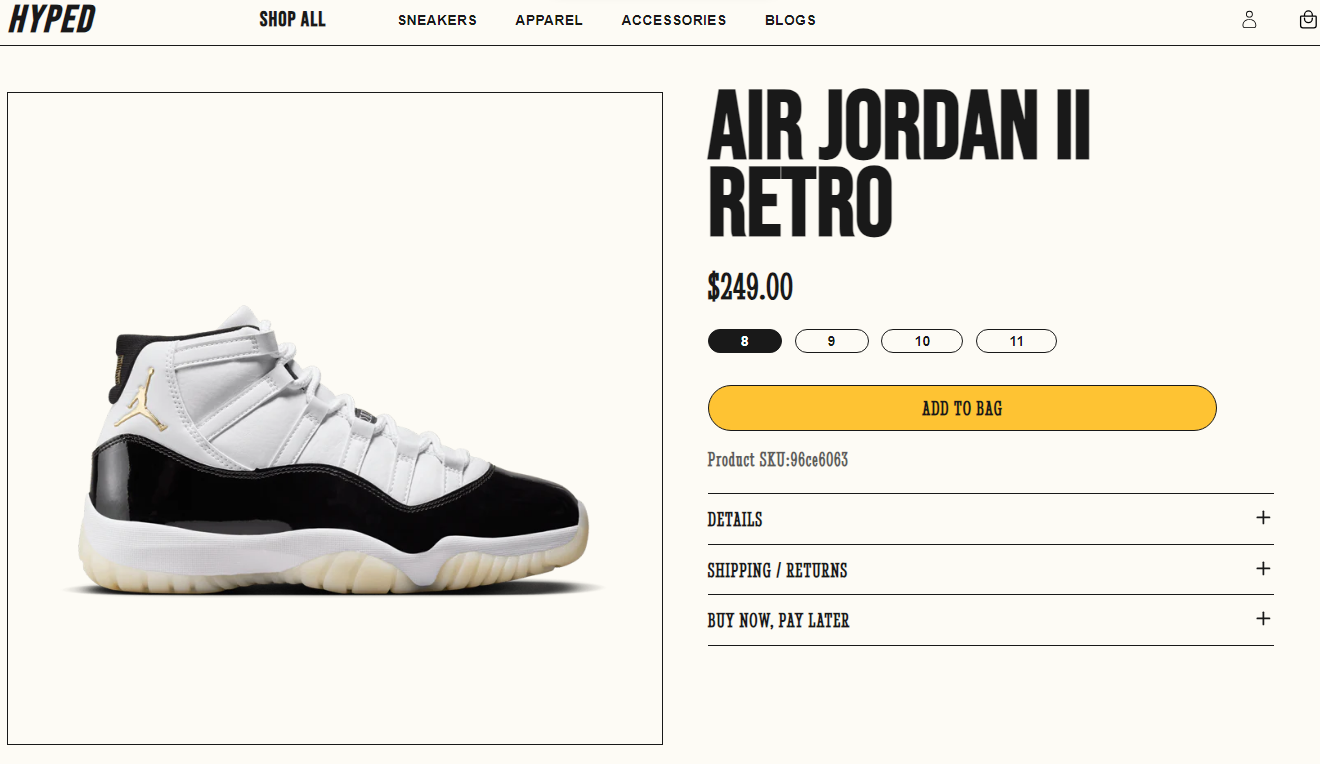 HYPED
SHOP ALL SNEAKERS APPAREL ACCESSORIES BLOGS
AIR JORDAN II
RETRO
$249.00
8 9 10 11
ADD TO BAG
Product SKU:96ce6063
DETAILS
SHIPPING / RETURNS
BUY NOW, PAY LATER